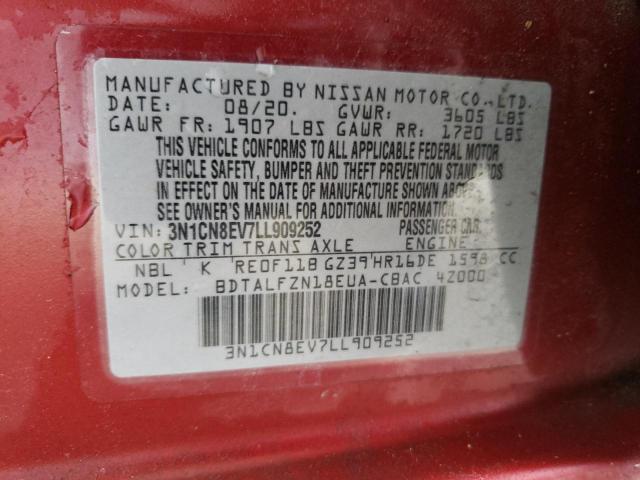 MANUFACTURED BY NISSAN MOTOR CO., LTD.
DATE: 08/20. GVWR: 3605 LBS
GAWR FR: 1907 LBS GAWR RR: 1720 LBS
THIS VEHICLE CONFORMS TO ALL APPLICABLE FEDERAL MOTOR
VEHICLE SAFETY, BUMPER AND THEFT PREVENTION STANDARDS
IN EFFECT ON THE DATE OF MANUFACTURE SHOWN ABOVE.
SEE OWNER'S MANUAL FOR ADDITIONAL INFORMATION.
VIN: 3N1CN8EV7LL909252 PASSENGER CAR
COLOR TRIM TRANS AXLE ENGINE
NBL K RE0F11B GZ39 HR16DE 1598 CC
MODEL: BDTALFZN18EUA-CBAC 42000
3N1CN8EV7LL909252